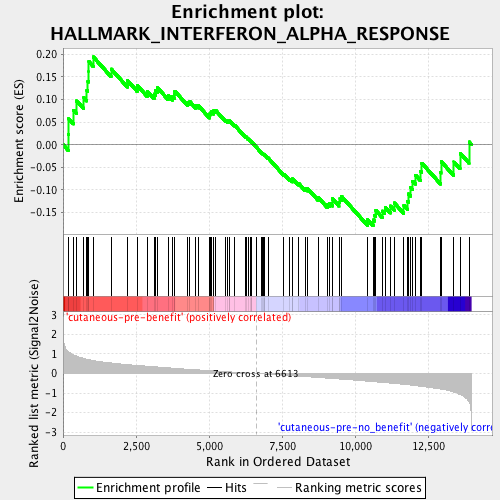 Enrichment plot:
HALLMARK_INTERFERON_ALPHA_RESPONSE
Enrichment score (ES)
0.20
0.15
0.10
0.05
0.00
-0.05
-0.10
-0.15
'cutaneous-pre-benefit' (positively correlated)
Ranked list metric (Signal2Noise)
3
2
1
0
-1
-2
-3
Zero cross at 6613
'cutaneous-pre-no_benefit' (negatively corre
0
2,500
5,000
7,500
10,000
12,500
Rank in Ordered Dataset
Enrichment profile
Hits
Ranking metric scores